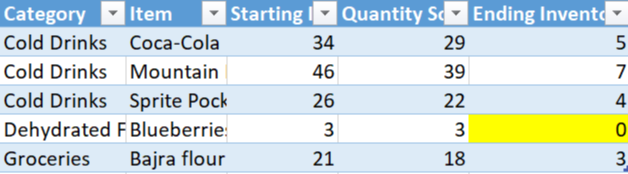 Category Item Starting I Quantity So Ending Invento
Cold Drinks Coca-Cola 34 29 5
Cold Drinks Mountain 46 39 7
Cold Drinks Sprite Pock 26 22 4
Dehydrated F Blueberries 3 3 0
Groceries Bajra flour 21 18 3